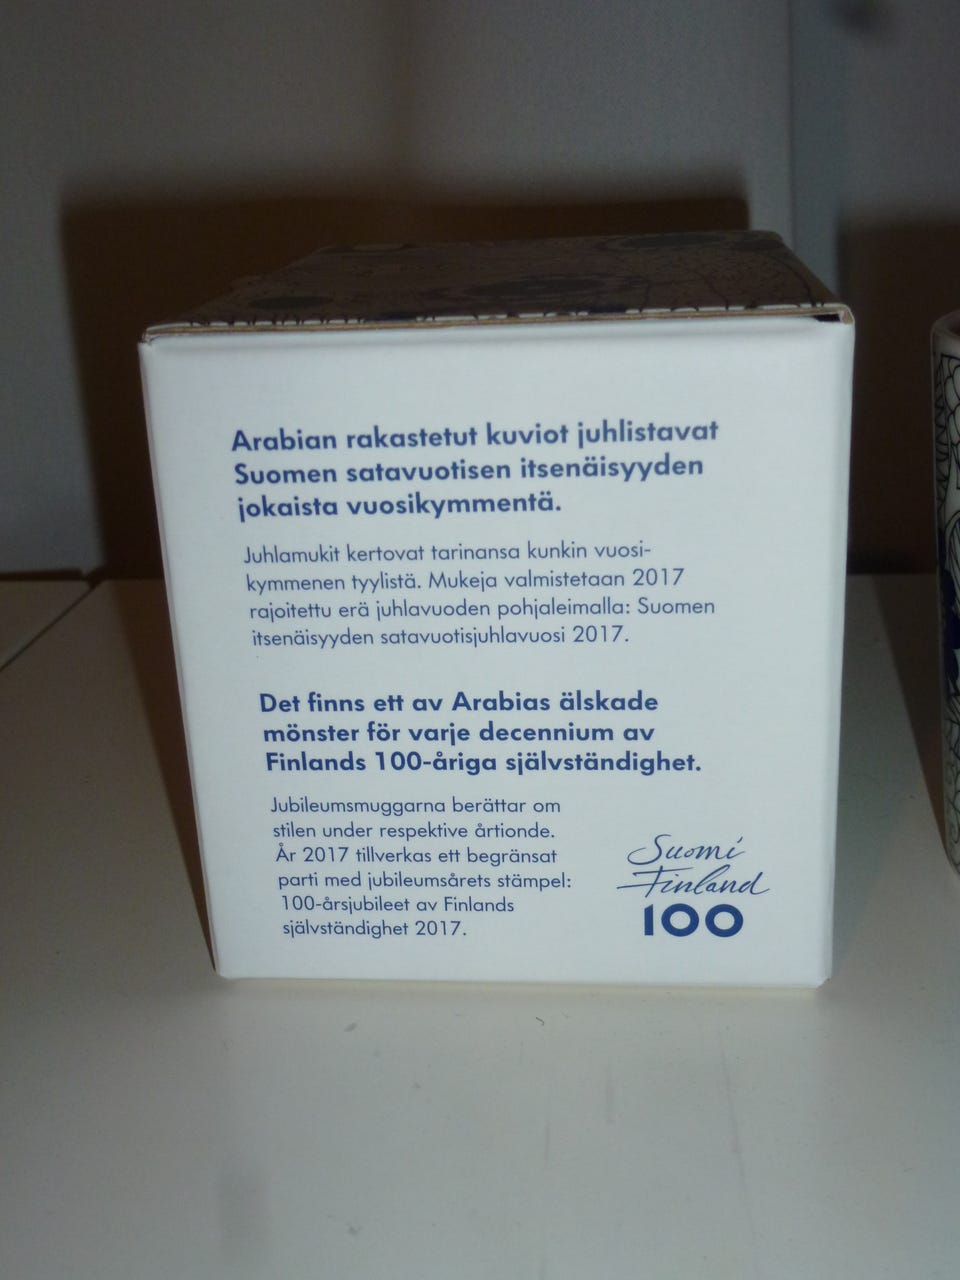 Arabian rakastetut kuviot juhlistavat
Suomen satavuotisen itsenäisyyden
jokaista vuosikymmentä.
Juhlamukit kertovat tarinansa kunkin vuosi-
kymmenen tyylistä. Mukeja valmistetaan 2017
rajoitettu erä juhlavuoden pohjaleimalla: Suomen
itsenäisyyden satavuotisjuhlavuosi 2017.
Det finns ett av Arabias älskade
mönster för varje decennium av
Finlands 100-åriga självständighet.
Jubileumsmuggarna berättar om
stilen under respektive årtionde.
År 2017 tillverkas ett begränsat
parti med jubileumsårets stämpel:
100-årsjubileet av Finlands
självständighet 2017.
Suomi
Finland
100